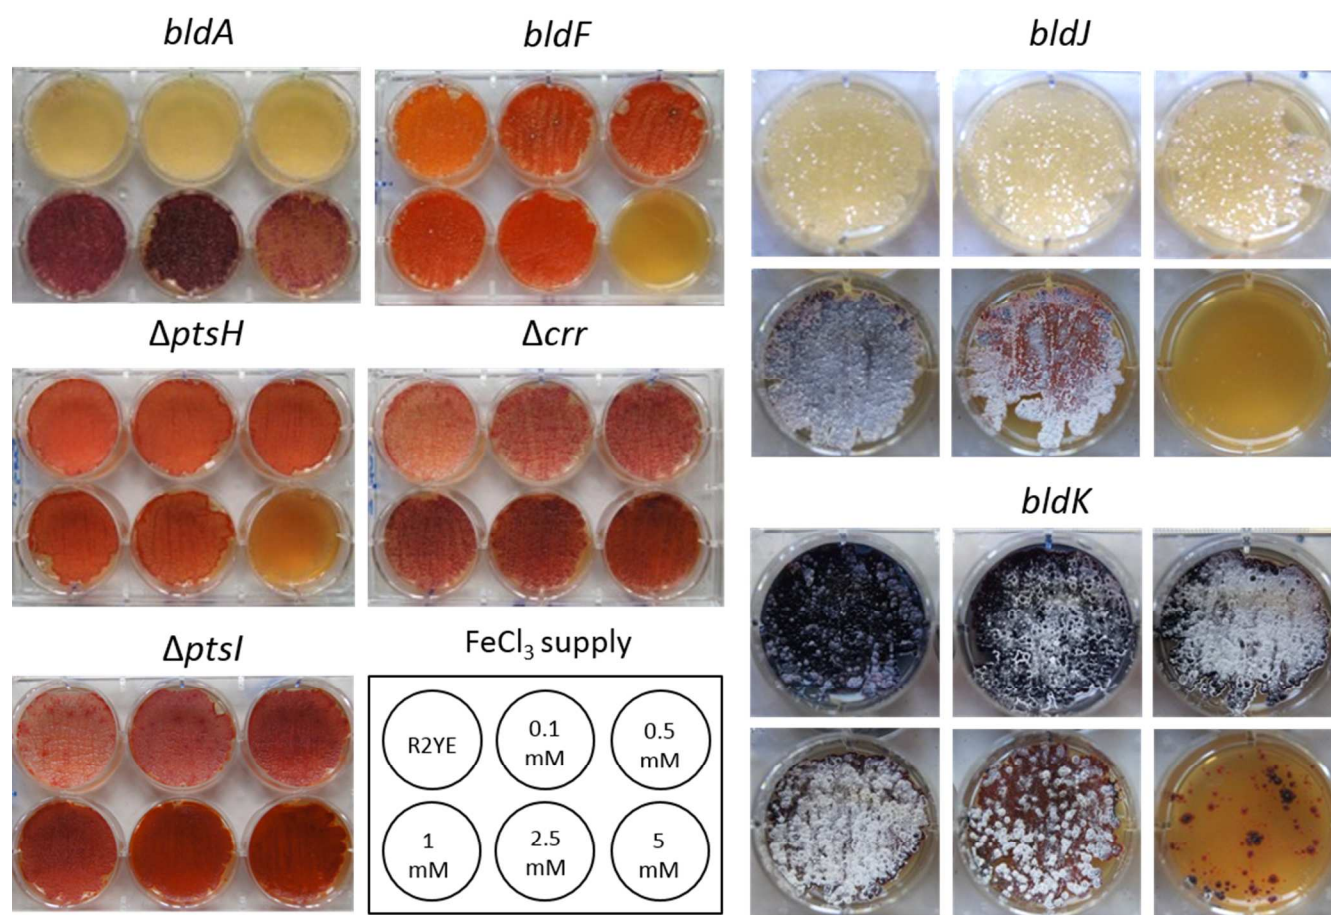 bldA
bldF
bldJ
ΔptsH
Δcrr
bldK
ΔptsI
FeCl₃ supply
R2YE
0.1
mM
0.5
mM
1
mM
2.5
mM
5
mM